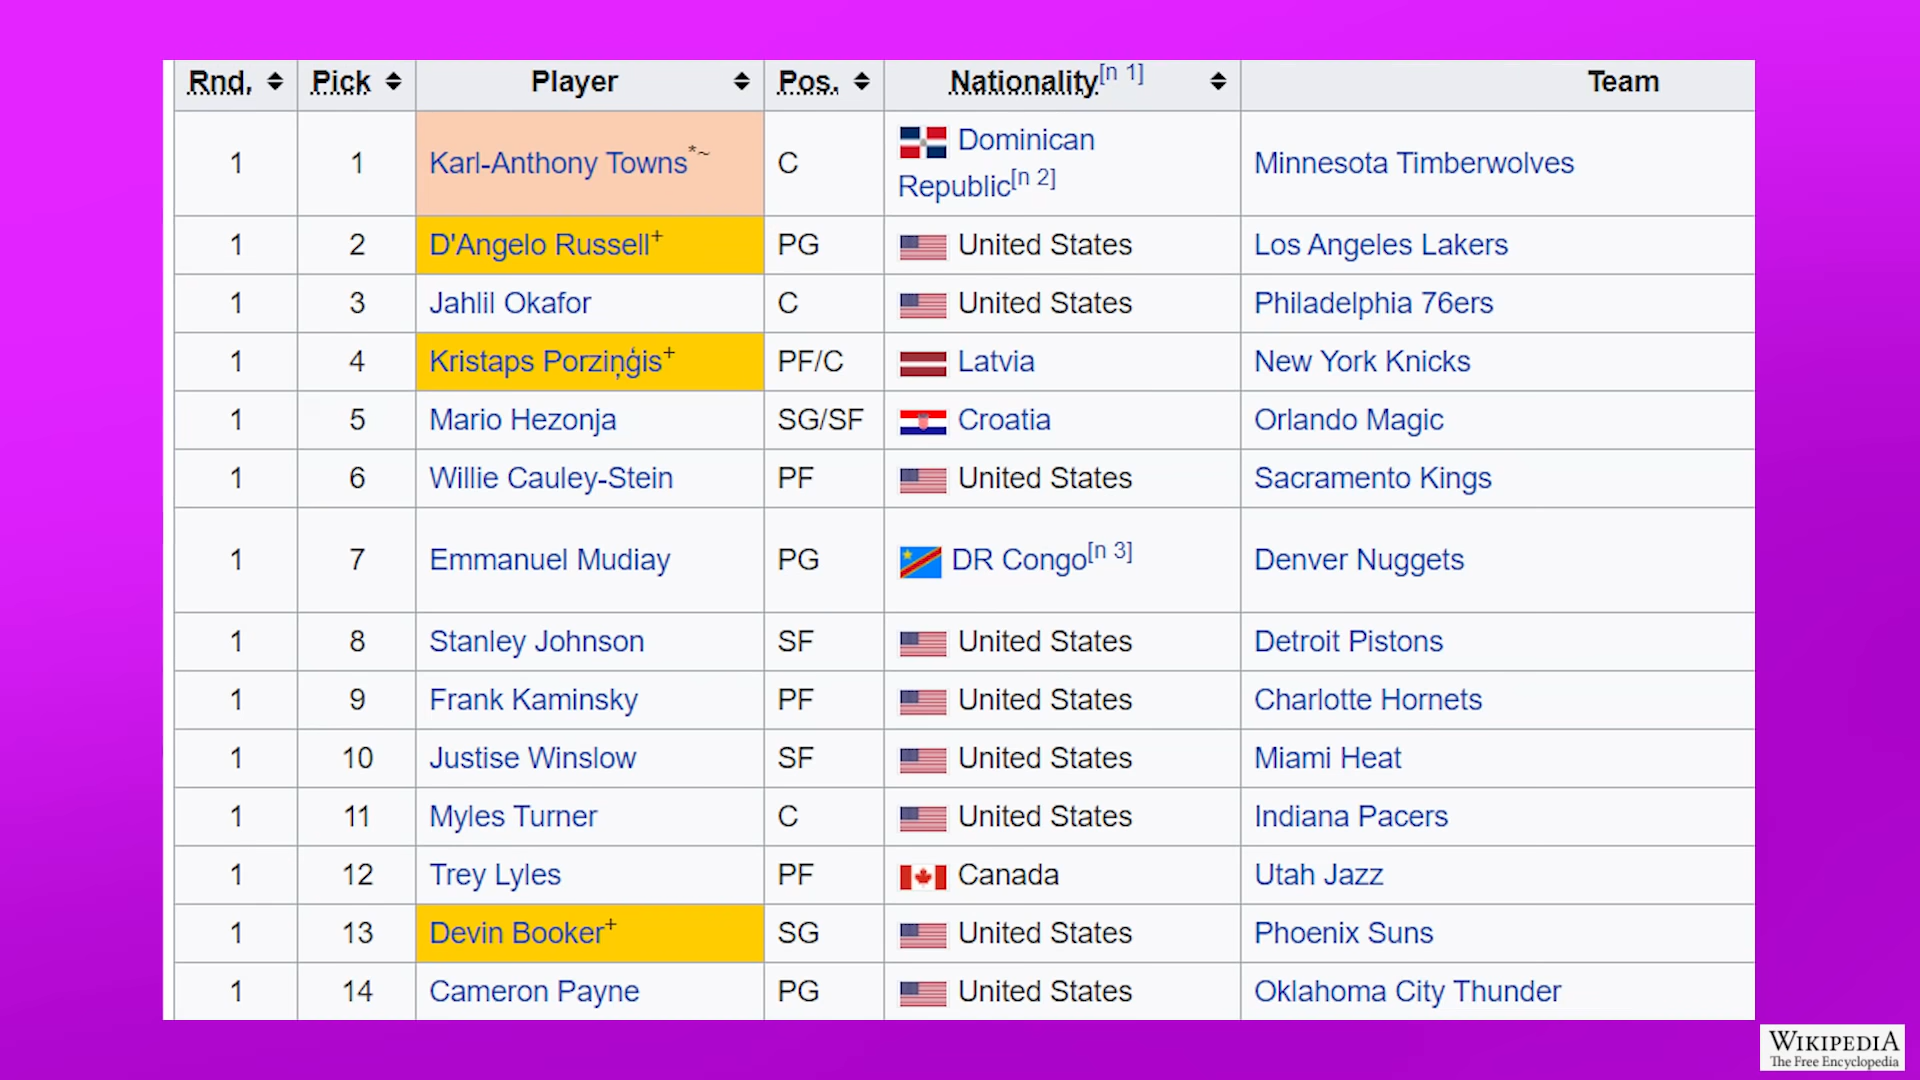 Rnd. Pick Player Pos. Nationality[n 1] Team
1 1 Karl-Anthony Towns*~ C Dominican Republic[n 2] Minnesota Timberwolves
1 2 D'Angelo Russell+ PG United States Los Angeles Lakers
1 3 Jahlil Okafor C United States Philadelphia 76ers
1 4 Kristaps Porziņģis+ PF/C Latvia New York Knicks
1 5 Mario Hezonja SG/SF Croatia Orlando Magic
1 6 Willie Cauley-Stein PF United States Sacramento Kings
1 7 Emmanuel Mudiay PG DR Congo[n 3] Denver Nuggets
1 8 Stanley Johnson SF United States Detroit Pistons
1 9 Frank Kaminsky PF United States Charlotte Hornets
1 10 Justise Winslow SF United States Miami Heat
1 11 Myles Turner C United States Indiana Pacers
1 12 Trey Lyles PF Canada Utah Jazz
1 13 Devin Booker+ SG United States Phoenix Suns
1 14 Cameron Payne PG United States Oklahoma City Thunder
WIKIPEDIA
The Free Encyclopedia